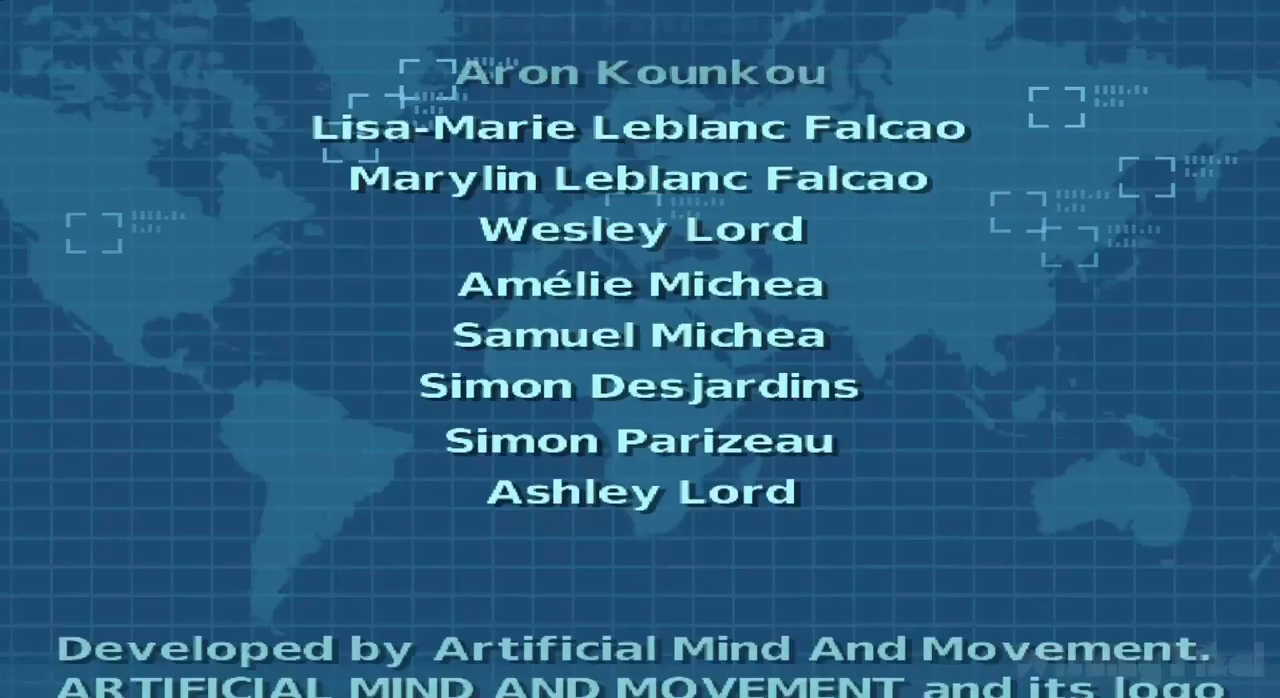 Aron Kounkou
Lisa-Marie Leblanc Falcao
Marylin Leblanc Falcao
Wesley Lord
Amélie Michea
Samuel Michea
Simon Desjardins
Simon Parizeau
Ashley Lord
Developed by Artificial Mind And Movement.
ARTIFICIAL MIND AND MOVEMENT and its logo